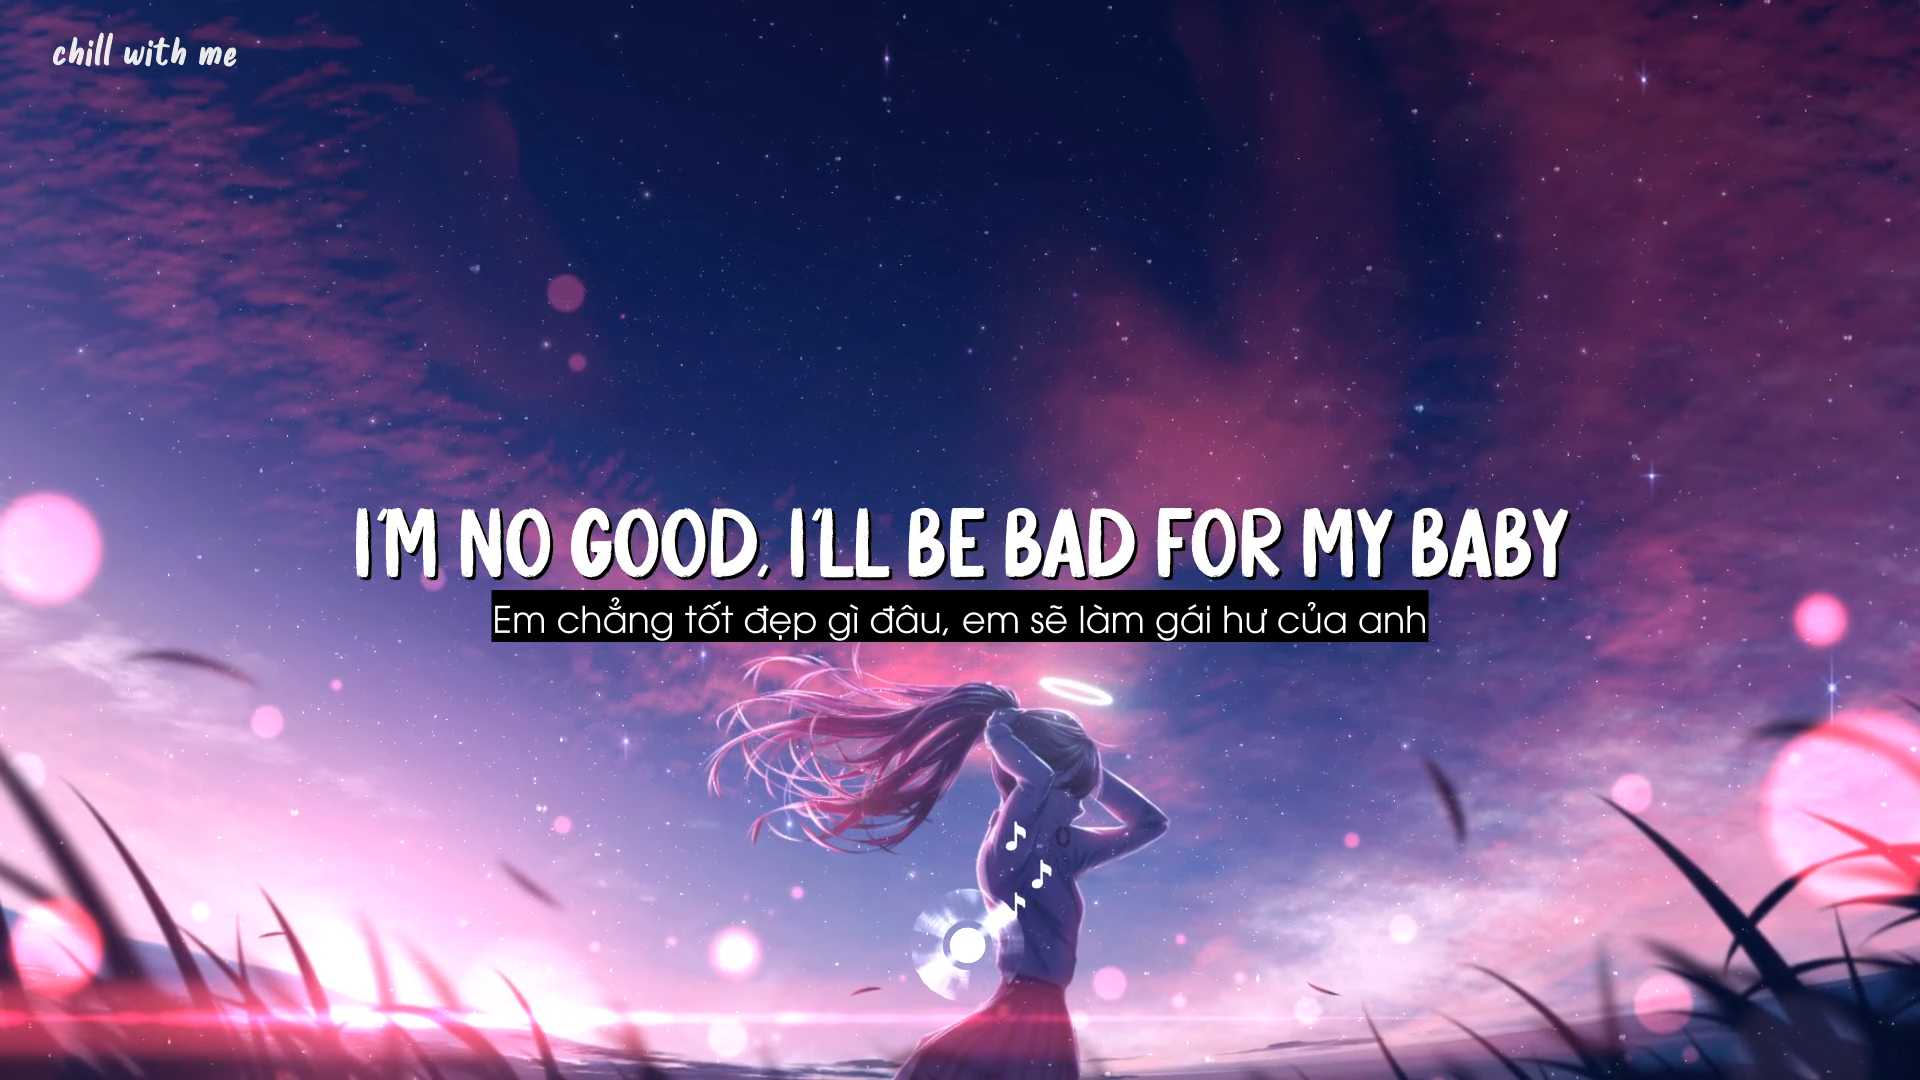 chill with me
I'M NO GOOD, I'LL BE BAD FOR MY BABY
Em chẳng tốt đẹp gì đâu, em sẽ làm gái hư của anh